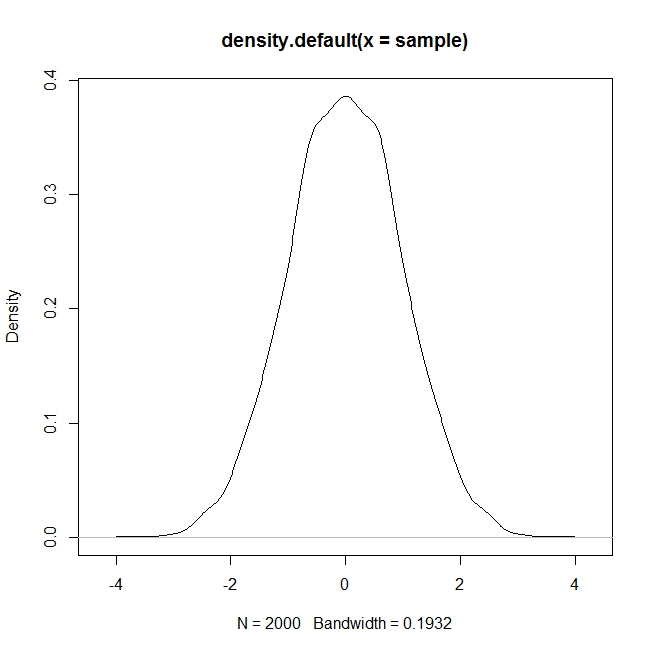 density.default(x = sample)
0.4
0.3
0.2
0.1
0.0
Density
-4 -2 0 2 4
N = 2000 Bandwidth = 0.1932